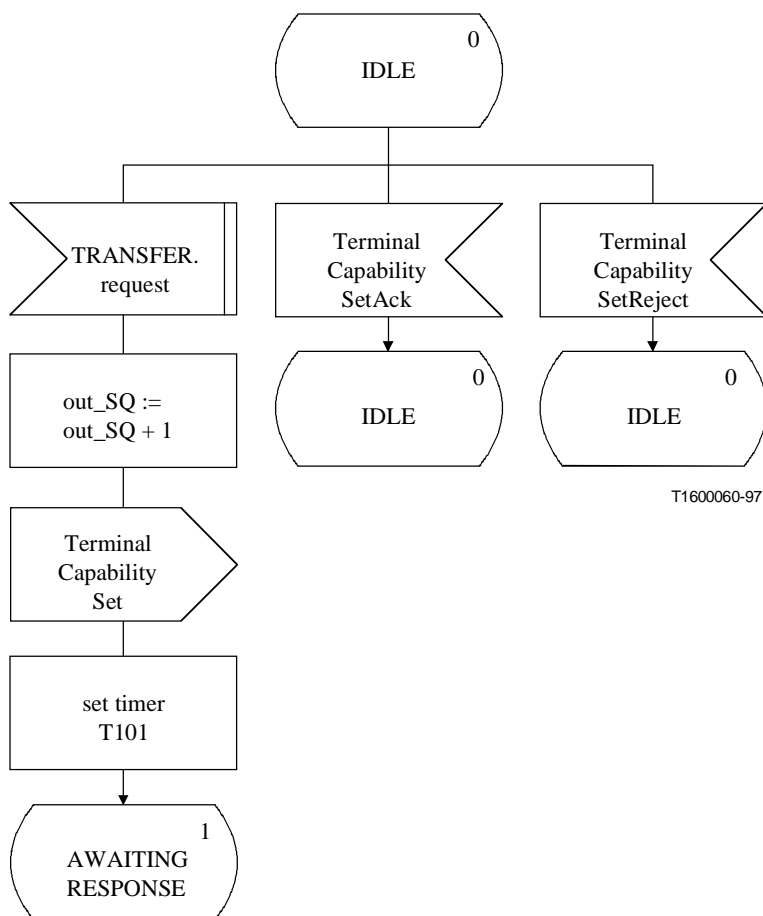 0
IDLE
TRANSFER.
request
Terminal
Capability
SetAck
Terminal
Capability
SetReject
out_SQ :=
out_SQ + 1
0
IDLE
0
IDLE
T1600060-97
Terminal
Capability
Set
set timer
T101
1
AWAITING
RESPONSE